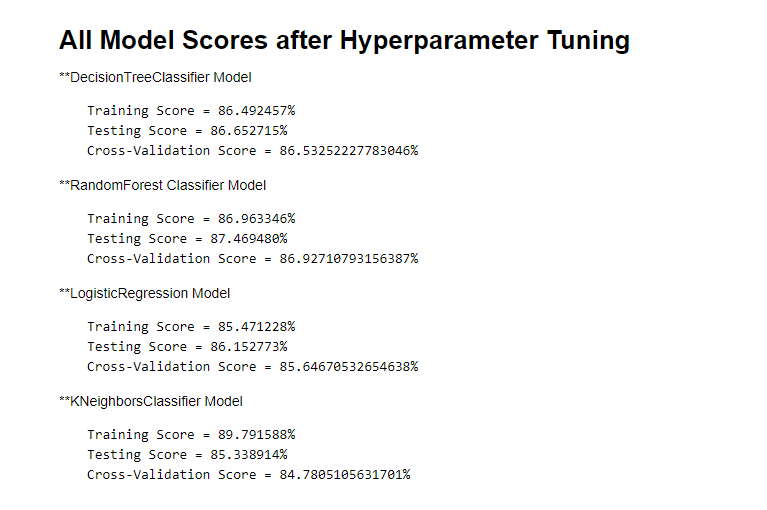 All Model Scores after Hyperparameter Tuning
**DecisionTreeClassifier Model
Training Score = 86.492457%
Testing Score = 86.652715%
Cross-Validation Score = 86.53252227783046%
**RandomForest Classifier Model
Training Score = 86.963346%
Testing Score = 87.469480%
Cross-Validation Score = 86.92710793156387%
**LogisticRegression Model
Training Score = 85.471228%
Testing Score = 86.152773%
Cross-Validation Score = 85.64670532654638%
**KNeighborsClassifier Model
Training Score = 89.791588%
Testing Score = 85.338914%
Cross-Validation Score = 84.7805105631701%